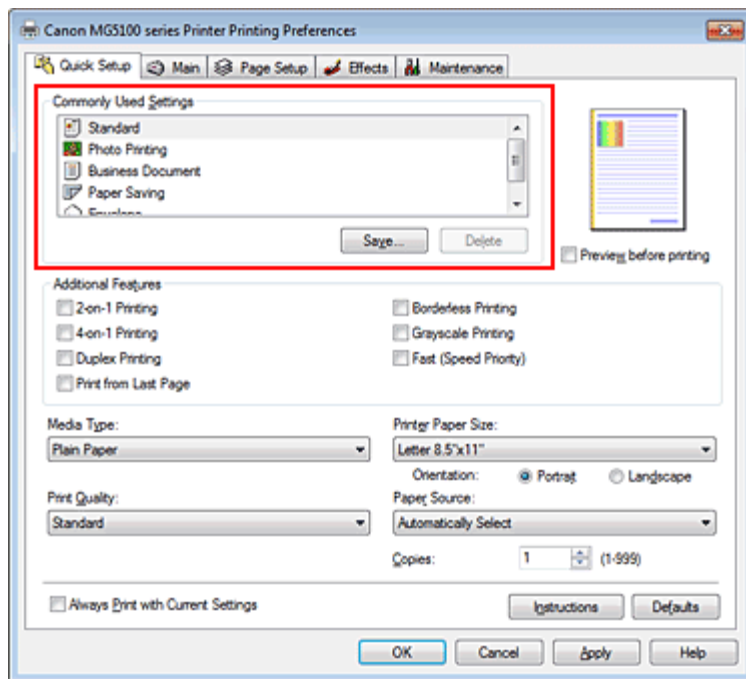 Canon MG5100 series Printer Printing Preferences
Quick Setup Main Page Setup Effects Maintenance
Commonly Used Settings
Standard
Photo Printing
Business Document
Paper Saving
Envelope
Save... Delete
Preview before printing
Additional Features
2-on-1 Printing
4-on-1 Printing
Duplex Printing
Print from Last Page
Borderless Printing
Grayscale Printing
Fast (Speed Priority)
Media Type:
Plain Paper
Printer Paper Size:
Letter 8.5"x11"
Orientation: Portrait Landscape
Print Quality:
Standard
Paper Source:
Automatically Select
Copies: 1 (1-999)
Always Print with Current Settings
Instructions Defaults
OK Cancel Apply Help